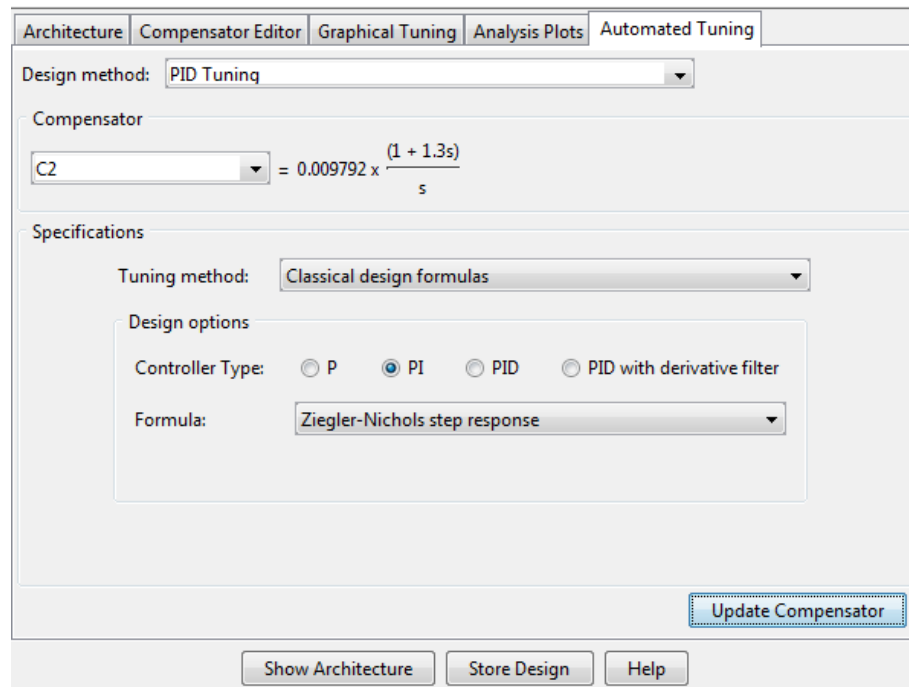 Architecture Compensator Editor Graphical Tuning Analysis Plots Automated Tuning
Design method: PID Tuning
Compensator
C2 = 0.009792 x (1 + 1.3s)
s
Specifications
Tuning method: Classical design formulas
Design options
Controller Type: P PI PID PID with derivative filter
Formula: Ziegler-Nichols step response
Update Compensator
Show Architecture Store Design Help